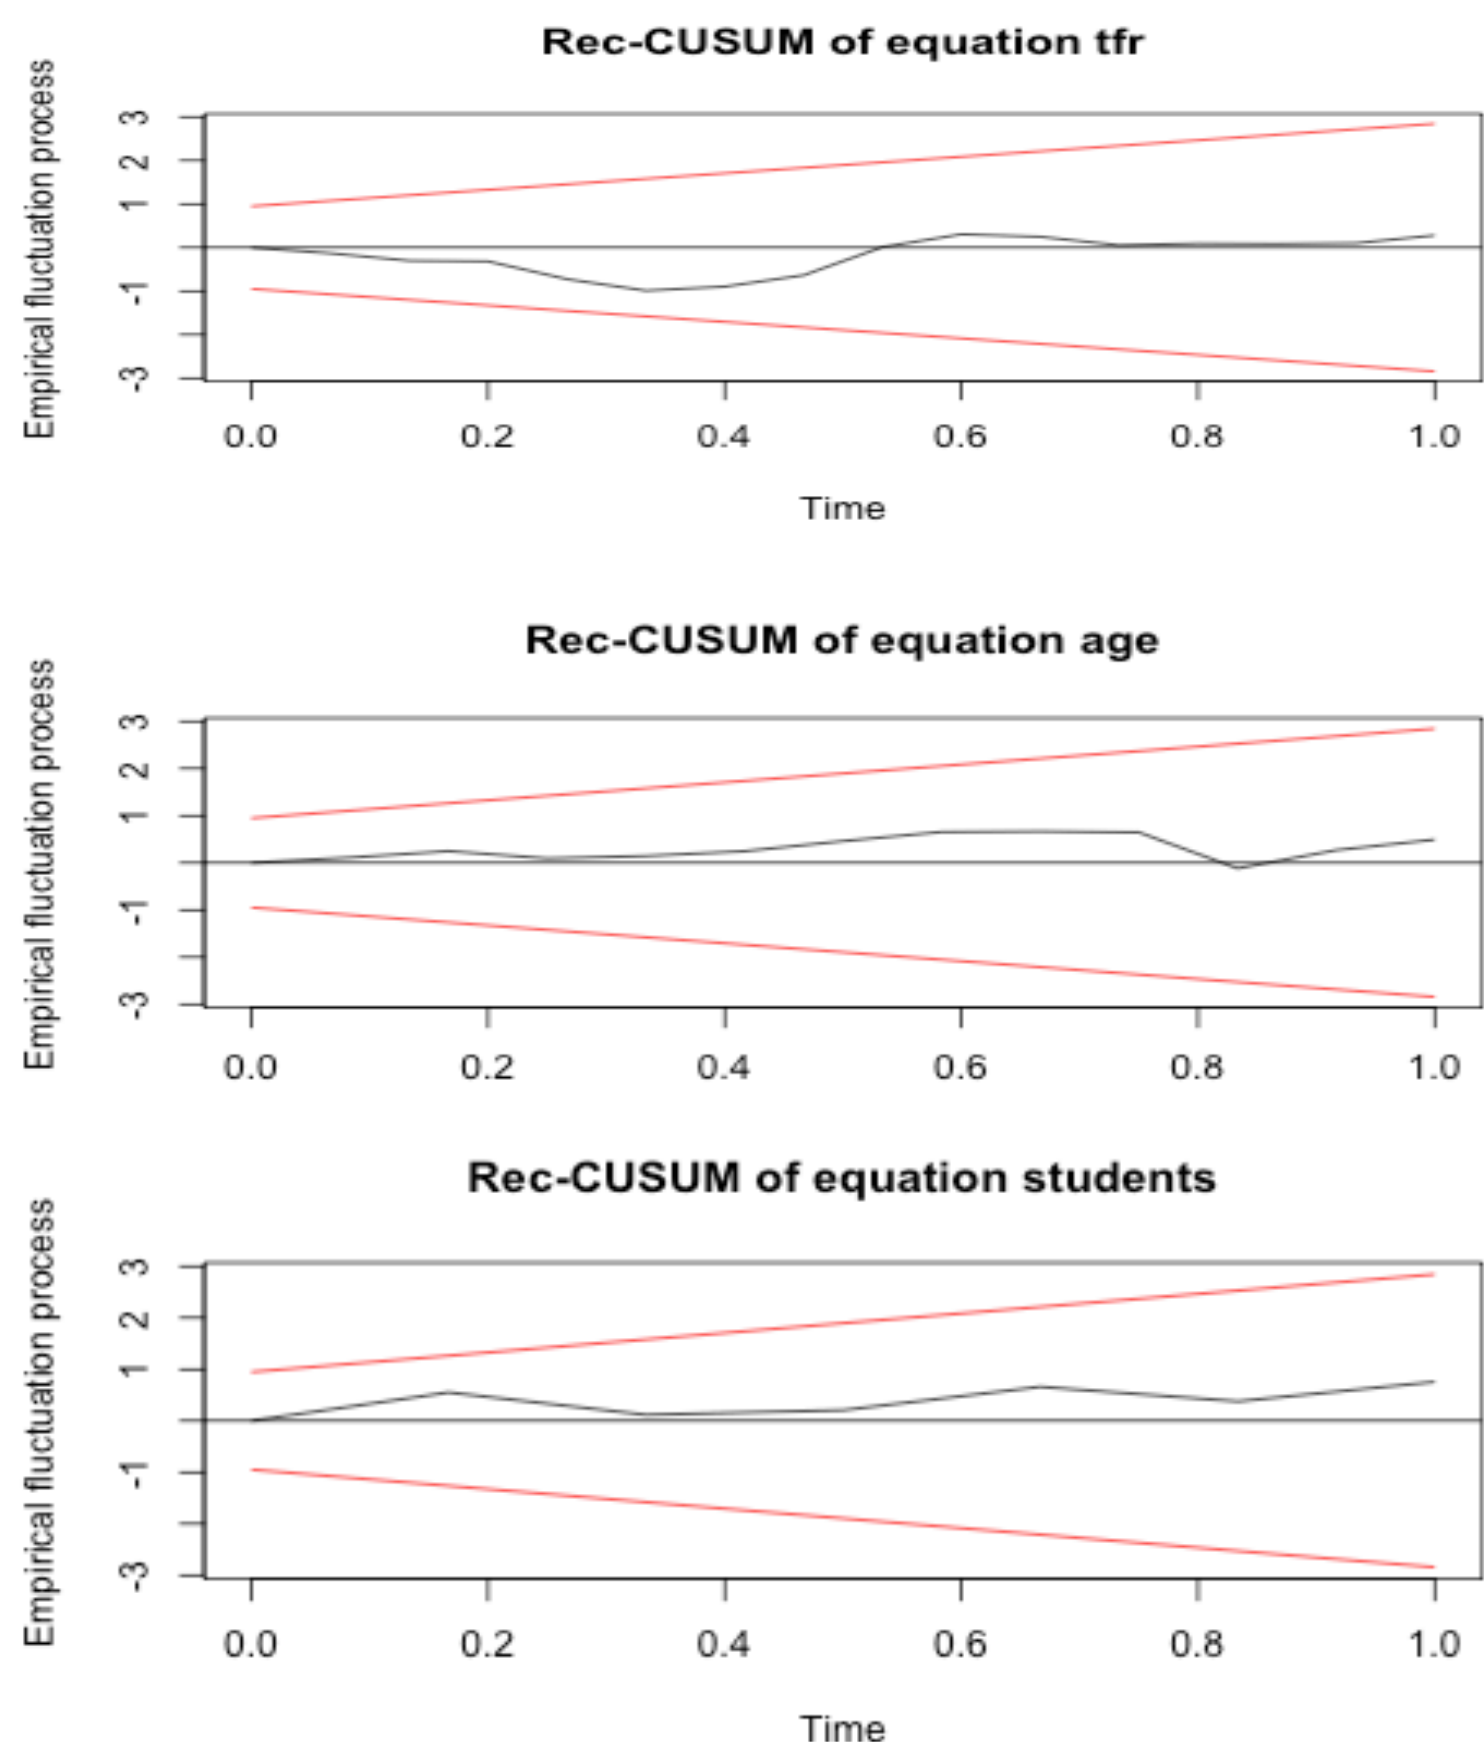 Rec-CUSUM of equation tfr
Empirical fluctuation process
3
2
1
-1
-3
0.0 0.2 0.4 0.6 0.8 1.0
Time
Rec-CUSUM of equation age
Empirical fluctuation process
3
2
1
-1
-3
0.0 0.2 0.4 0.6 0.8 1.0
Rec-CUSUM of equation students
Empirical fluctuation process
3
2
1
-1
-3
0.0 0.2 0.4 0.6 0.8 1.0
Time